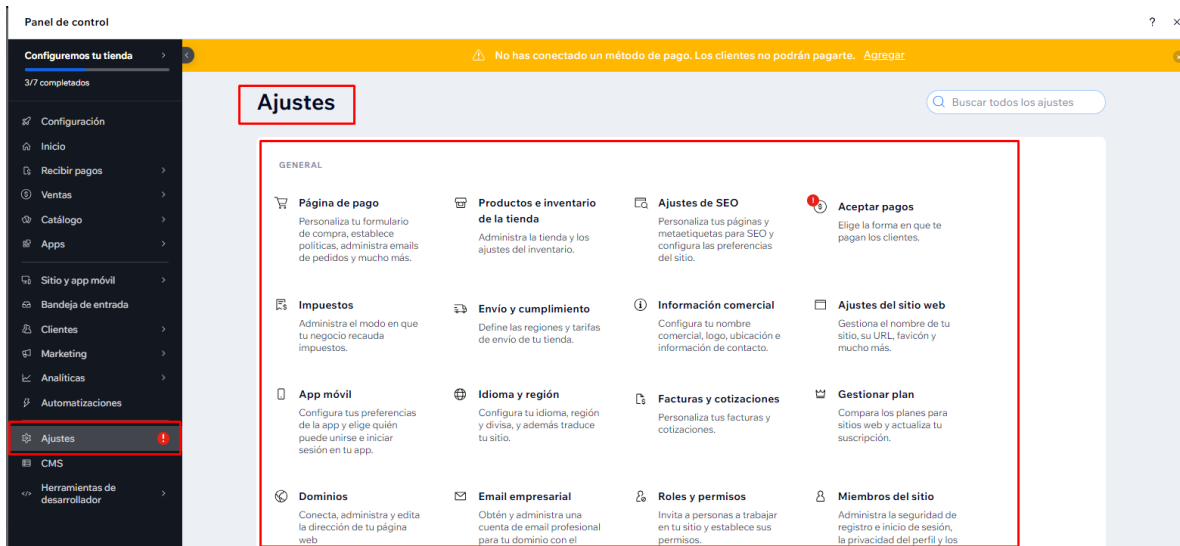 Panel de control
?
Configuremos tu tienda
3/7 completados
Configuración
Inicio
Recibir pagos
Ventas
Catálogo
Apps
Sitio y app móvil
Bandeja de entrada
Clientes
Marketing
Analíticas
Automatizaciones
Ajustes
CMS
Herramientas de
desarrollador
No has conectado un método de pago. Los clientes no podrán pagarte. Agregar
Ajustes
Buscar todos los ajustes
GENERAL
Página de pago
Personaliza tu formulario
de compra, establece
políticas, administra emails
de pedidos y mucho más.
Productos e inventario
de la tienda
Administra la tienda y los
ajustes del inventario.
Ajustes de SEO
Personaliza tus páginas y
metaetiquetas para SEO y
configura las preferencias
del sitio.
Aceptar pagos
Elige la forma en que te
pagan los clientes.
Impuestos
Administra el modo en que
tu negocio recauda
impuestos.
Envío y cumplimiento
Define las regiones y tarifas
de envío de tu tienda.
Información comercial
Configura tu nombre
comercial, logo, ubicación e
información de contacto.
Ajustes del sitio web
Gestiona el nombre de tu
sitio, su URL, favicón y
mucho más.
App móvil
Configura tus preferencias
de la app y elige quién
puede unirse e iniciar
sesión en tu app.
Idioma y región
Configura tu idioma, región
y divisa, y además traduce
tu sitio.
Facturas y cotizaciones
Personaliza tus facturas y
cotizaciones.
Gestionar plan
Compara los planes para
sitios web y actualiza tu
suscripción.
Dominios
Conecta, administra y edita
la dirección de tu página
web
Email empresarial
Obtén y administra una
cuenta de email profesional
para tu dominio con el
Roles y permisos
Invita a personas a trabajar
en tu sitio y establece sus
permisos.
Miembros del sitio
Administra la seguridad de
registro e inicio de sesión,
la privacidad del perfil y los